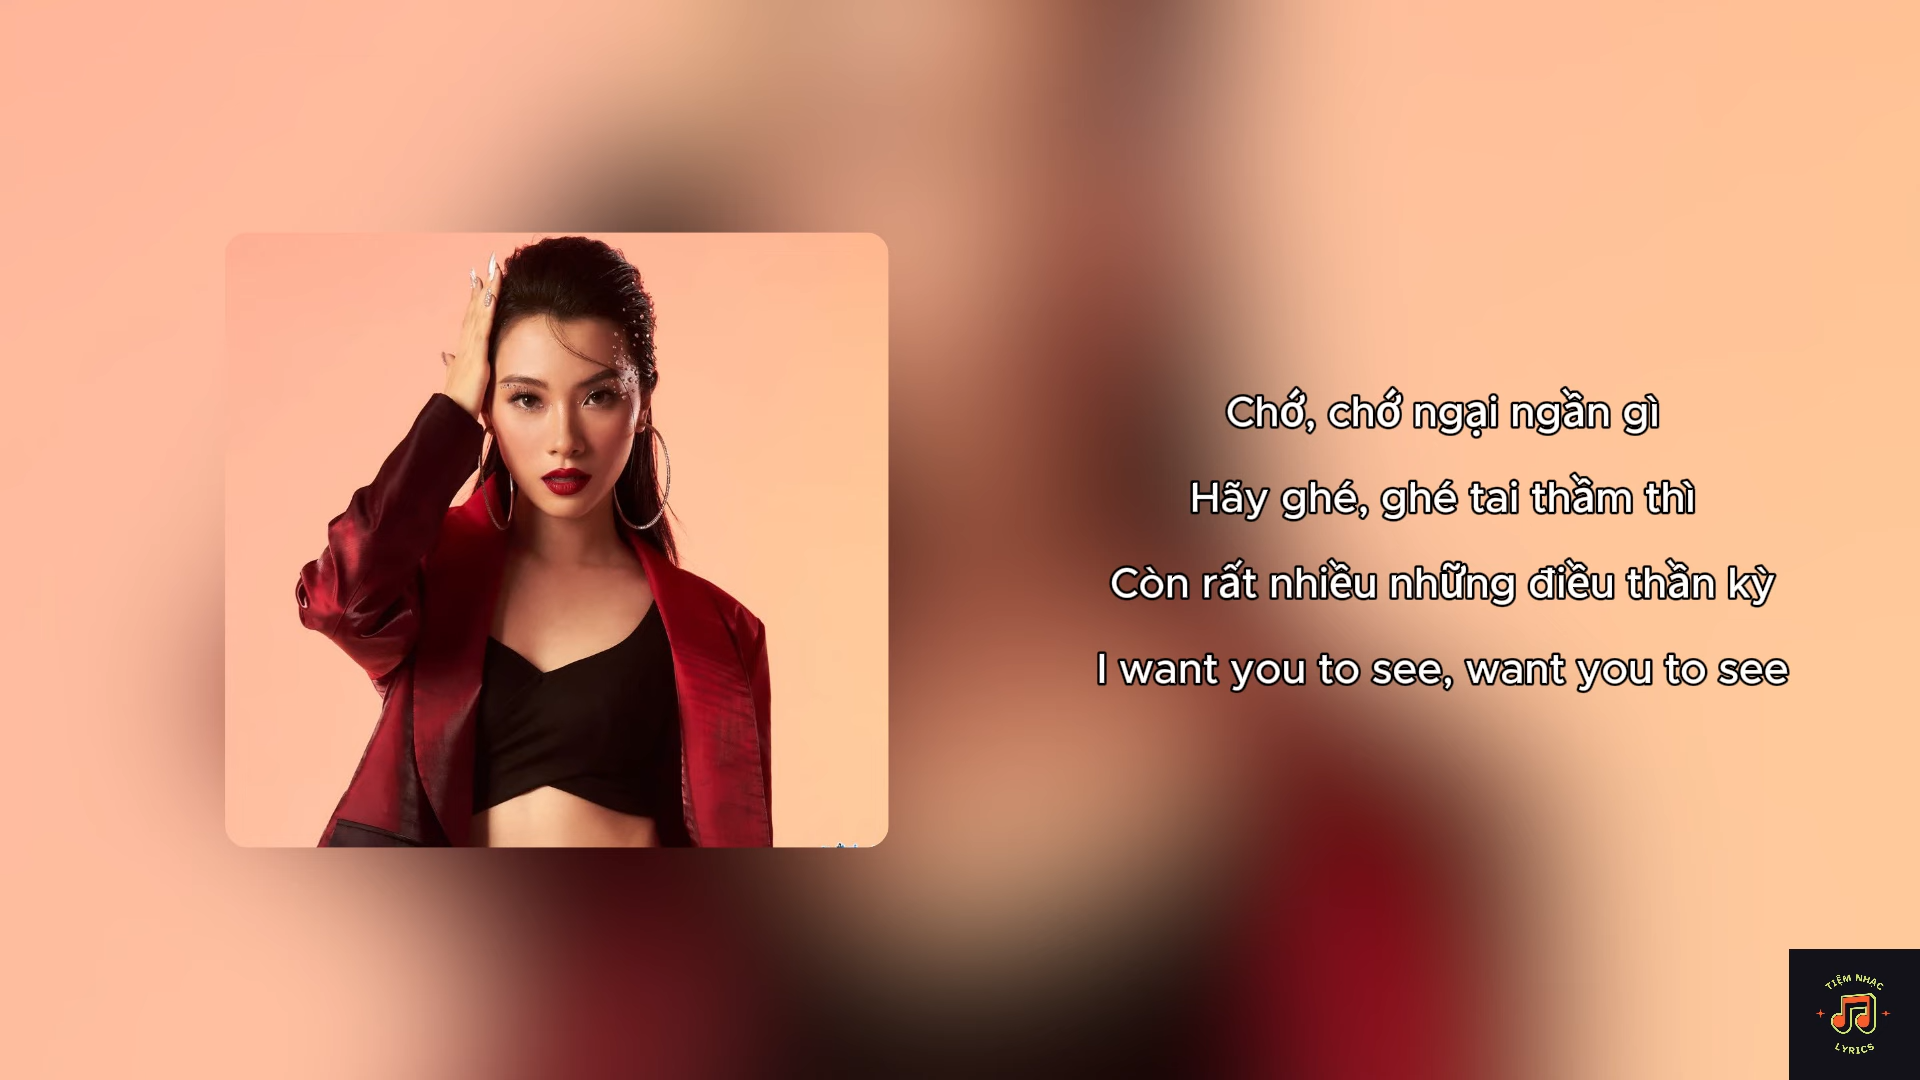 Chớ, chớ ngại ngần gì
Hãy ghé, ghé tai thầm thì
Còn rất nhiều những điều thần kỳ
I want you to see, want you to see
TIỆM NHẠC
LYRICS